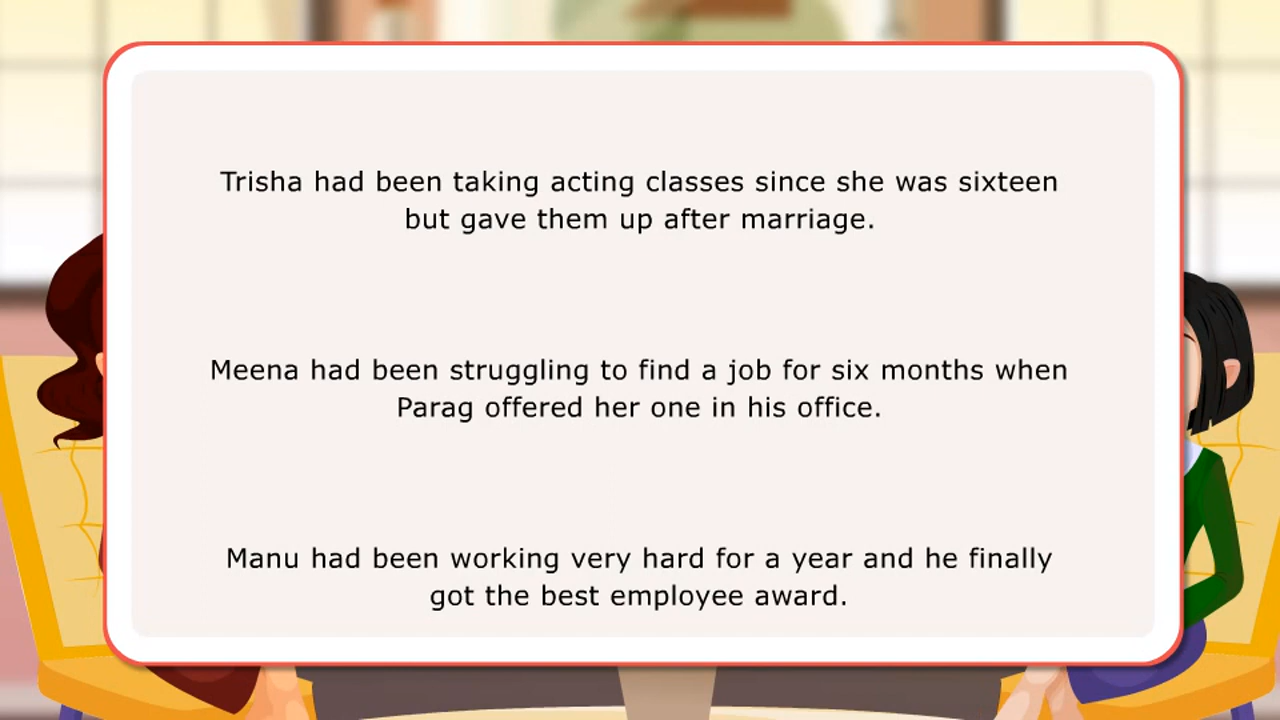 Trisha had been taking acting classes since she was sixteen
but gave them up after marriage.
Meena had been struggling to find a job for six months when
Parag offered her one in his office.
Manu had been working very hard for a year and he finally
got the best employee award.